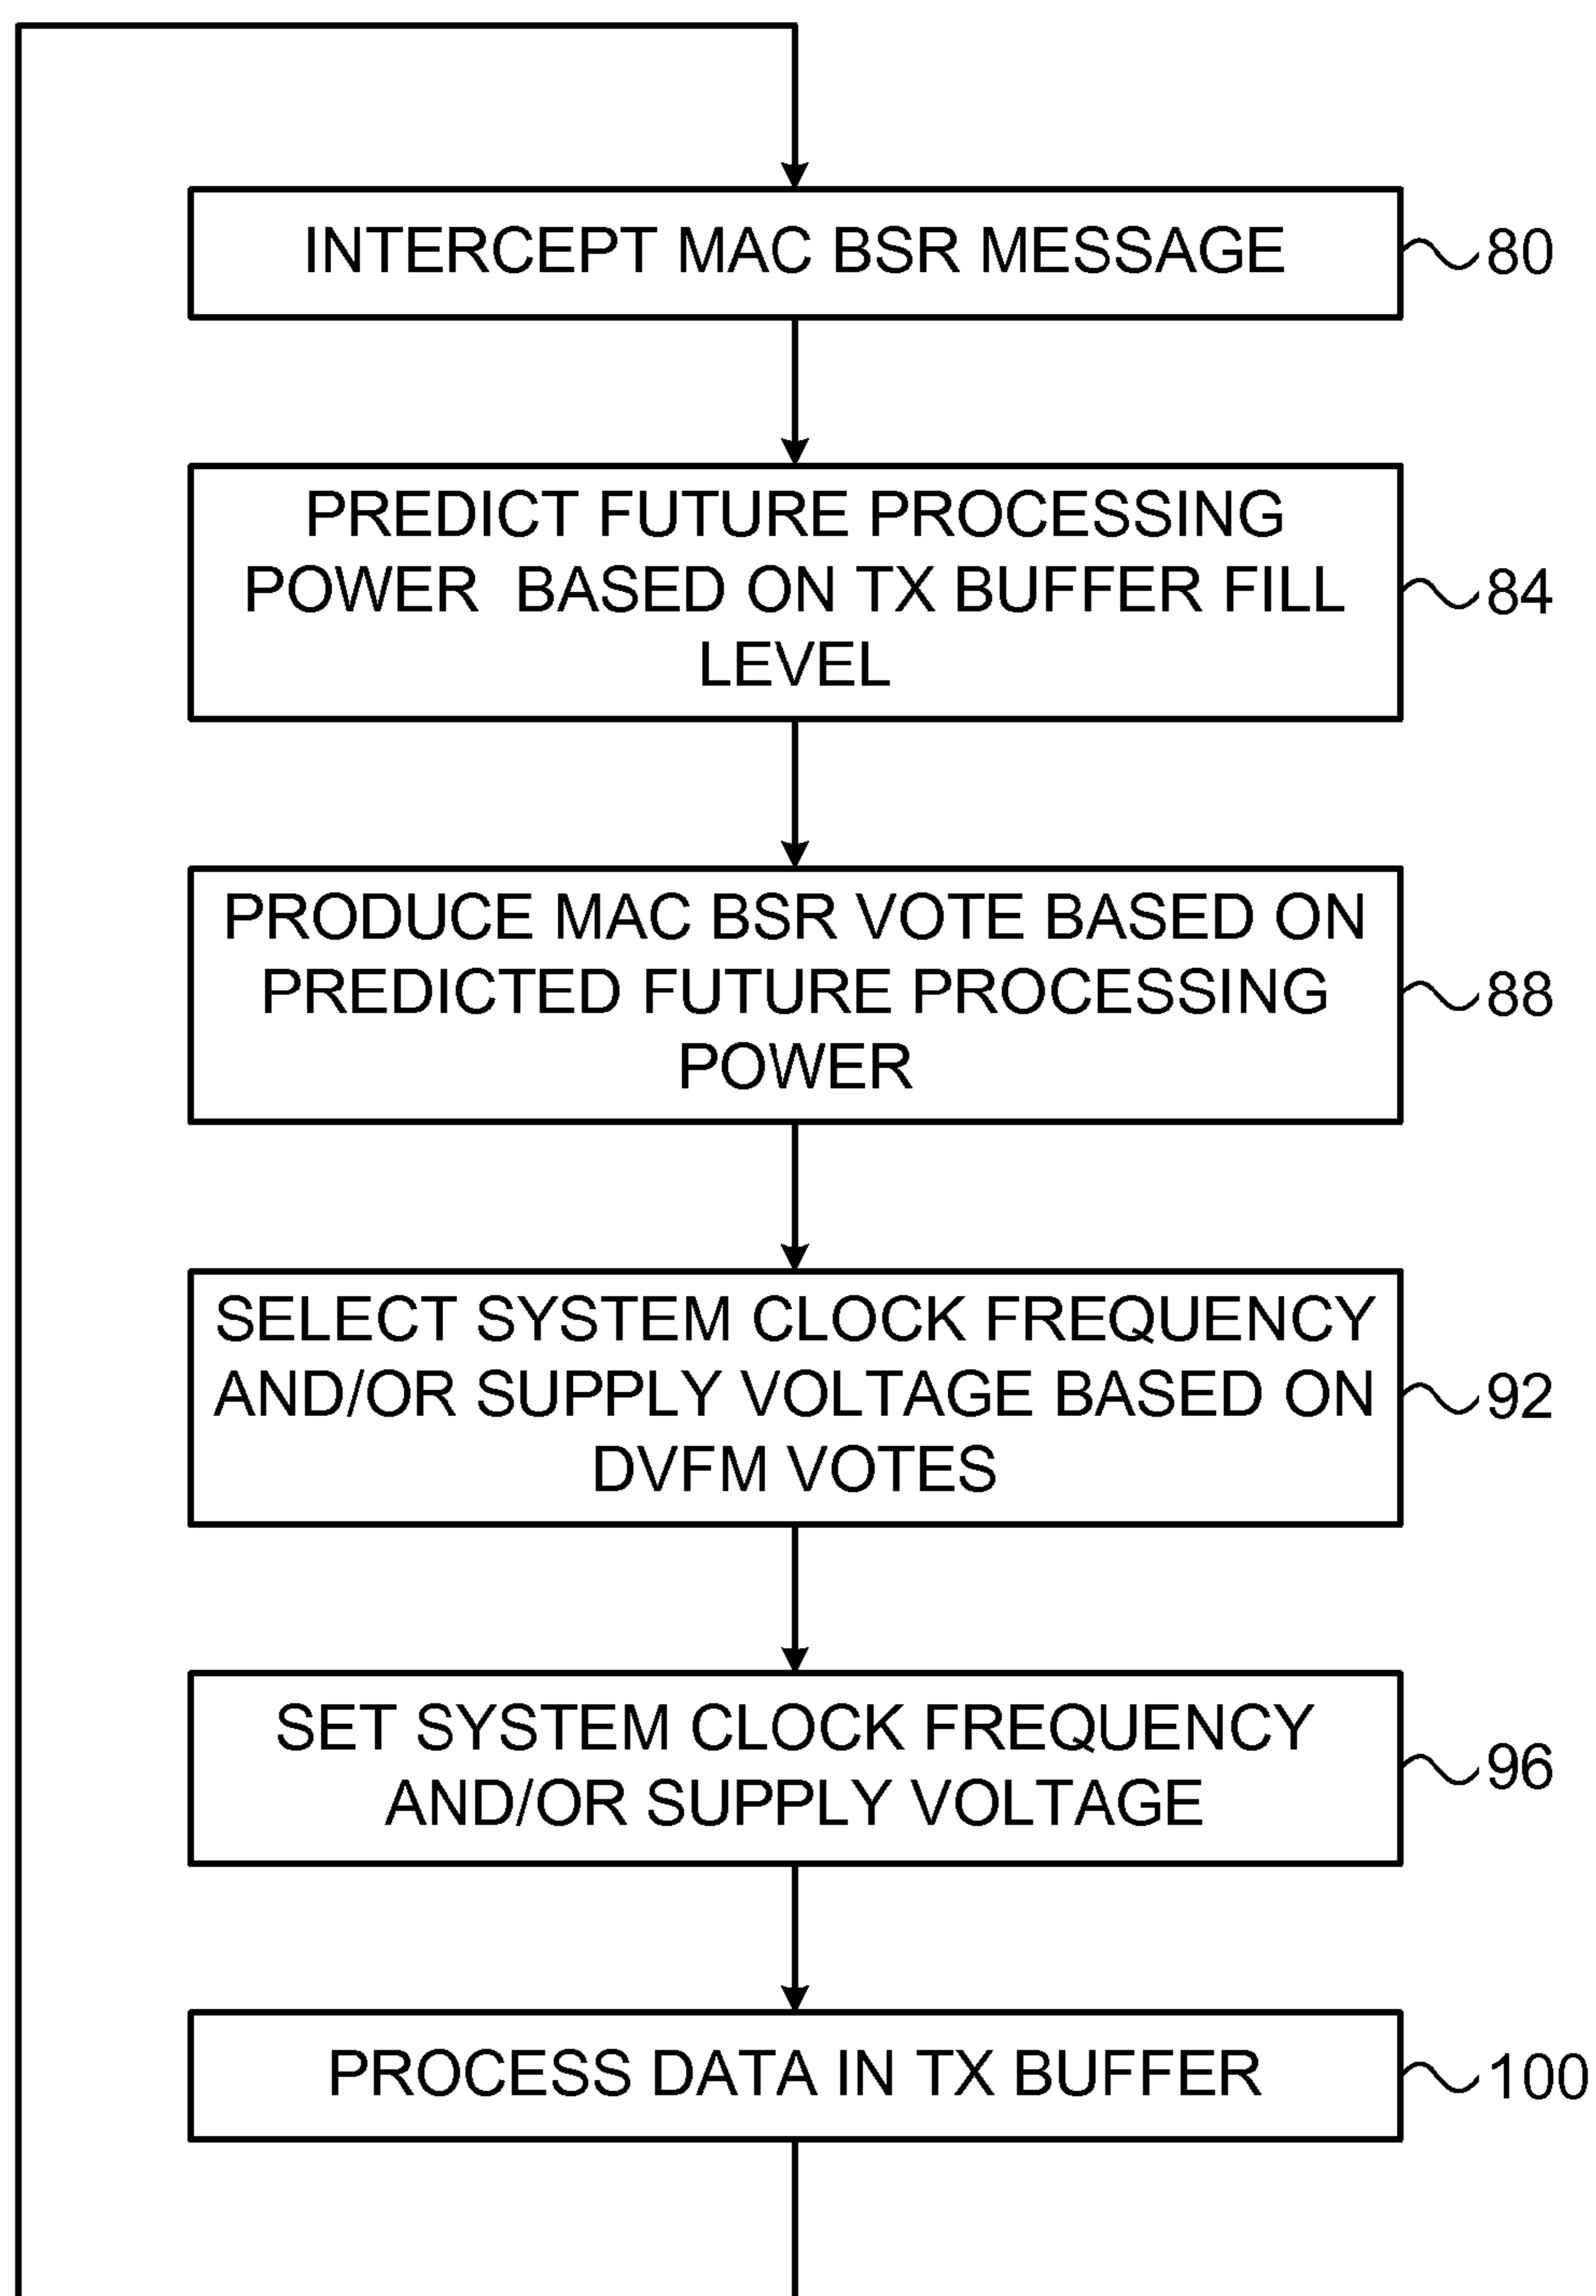 INTERCEPT MAC BSR MESSAGE
80
PREDICT FUTURE PROCESSING
POWER BASED ON TX BUFFER FILL
LEVEL
84
PRODUCE MAC BSR VOTE BASED ON
PREDICTED FUTURE PROCESSING
POWER
88
SELECT SYSTEM CLOCK FREQUENCY
AND/OR SUPPLY VOLTAGE BASED ON
DVFM VOTES
92
SET SYSTEM CLOCK FREQUENCY
AND/OR SUPPLY VOLTAGE
96
PROCESS DATA IN TX BUFFER
100